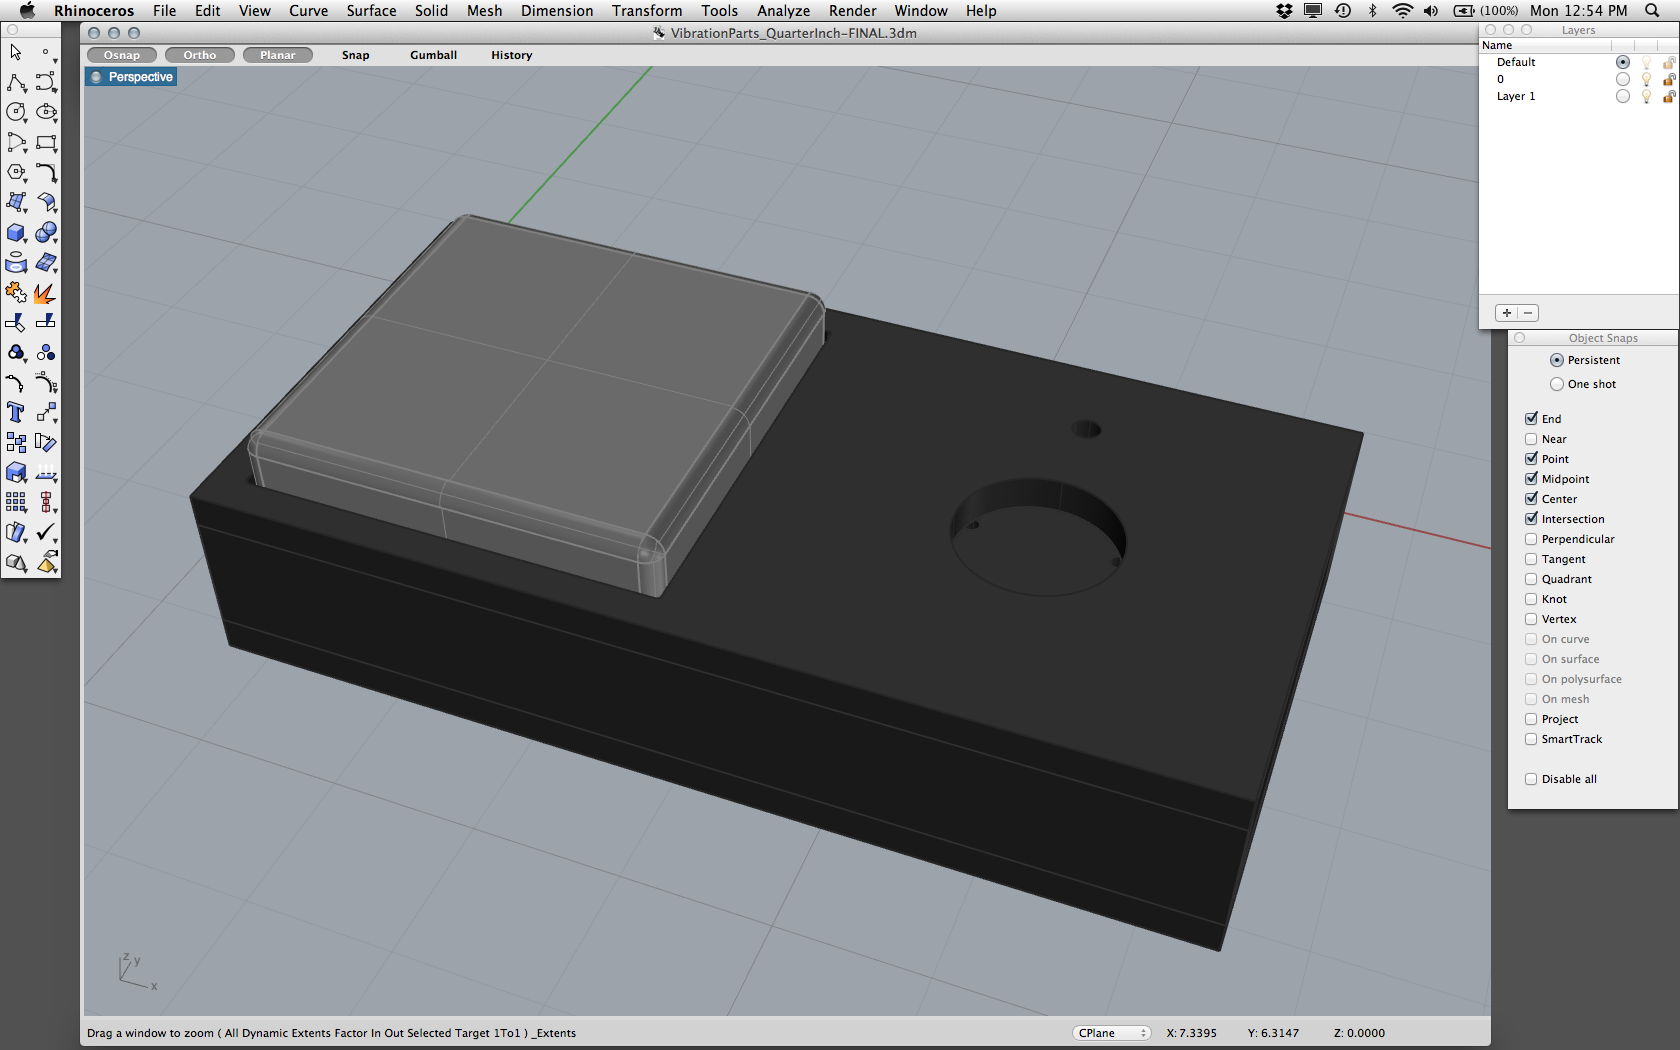 Rhinoceros File Edit View Curve Surface Solid Mesh Dimension Transform Tools Analyze Render Window Help (100%) Mon 12:54 PM
VibrationParts_QuarterInch-FINAL.3dm
Osnap Ortho Planar Snap Gumball History
Perspective
Layers
Name
Default
0
Layer 1
Object Snaps
Persistent
One shot
End
Near
Point
Midpoint
Center
Intersection
Perpendicular
Tangent
Quadrant
Knot
Vertex
On curve
On surface
On polysurface
On mesh
Project
SmartTrack
Disable all
z
y
x
Drag a window to zoom ( All Dynamic Extents Factor In Out Selected Target 1To1 ) _Extents CPlane X: 7.3395 Y: 6.3147 Z: 0.0000